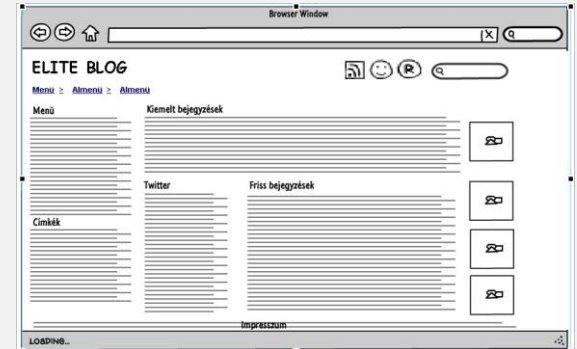 Browser Window
X
ELITE BLOG
R
Menü > Almenü > Almenü
Menü
Kiemelt bejegyzések
Twitter
Friss bejegyzések
Címkék
Impresszum
LOADING...